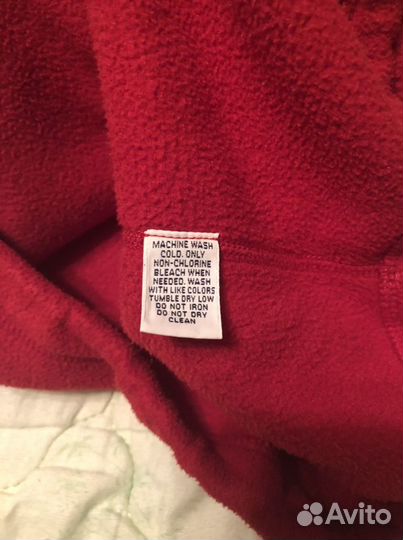 MACHINE WASH
COLD. ONLY
NON-CHLORINE
BLEACH WHEN
NEEDED. WASH
WITH LIKE COLORS
TUMBLE DRY LOW
DO NOT IRON
DO NOT DRY
CLEAN
Avito